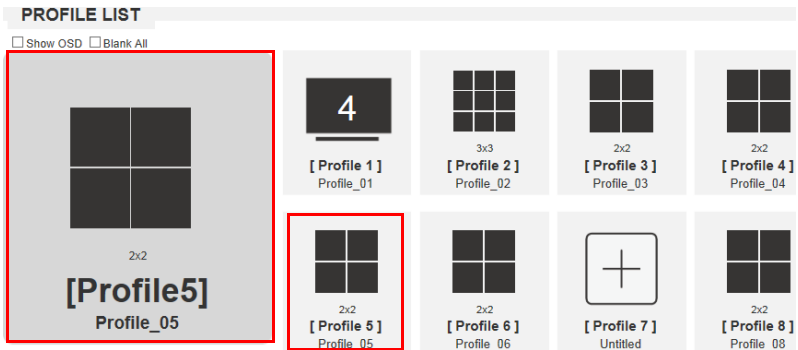 PROFILE LIST
Show OSD Blank All
2x2
[Profile5]
Profile_05
4
[ Profile 1 ]
Profile_01
3x3
[ Profile 2 ]
Profile_02
2x2
[ Profile 3 ]
Profile_03
2x2
[ Profile 4 ]
Profile_04
2x2
[ Profile 5 ]
Profile_05
2x2
[ Profile 6 ]
Profile_06
[ Profile 7 ]
Untitled
2x2
[ Profile 8 ]
Profile_08